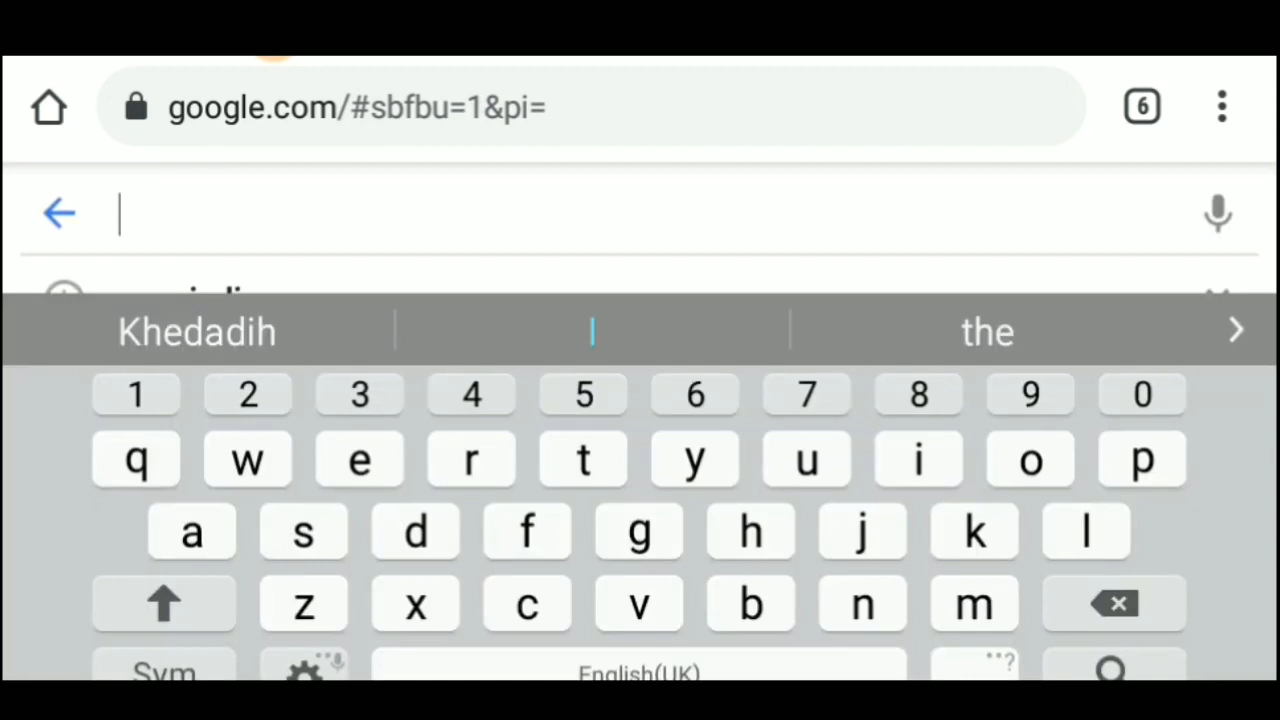 google.com/#sbfbu=1&pi=
6
Khedadih
the
1 2 3 4 5 6 7 8 9 0
q w e r t y u i o p
a s d f g h j k l
z x c v b n m
Sym English(UK) ?